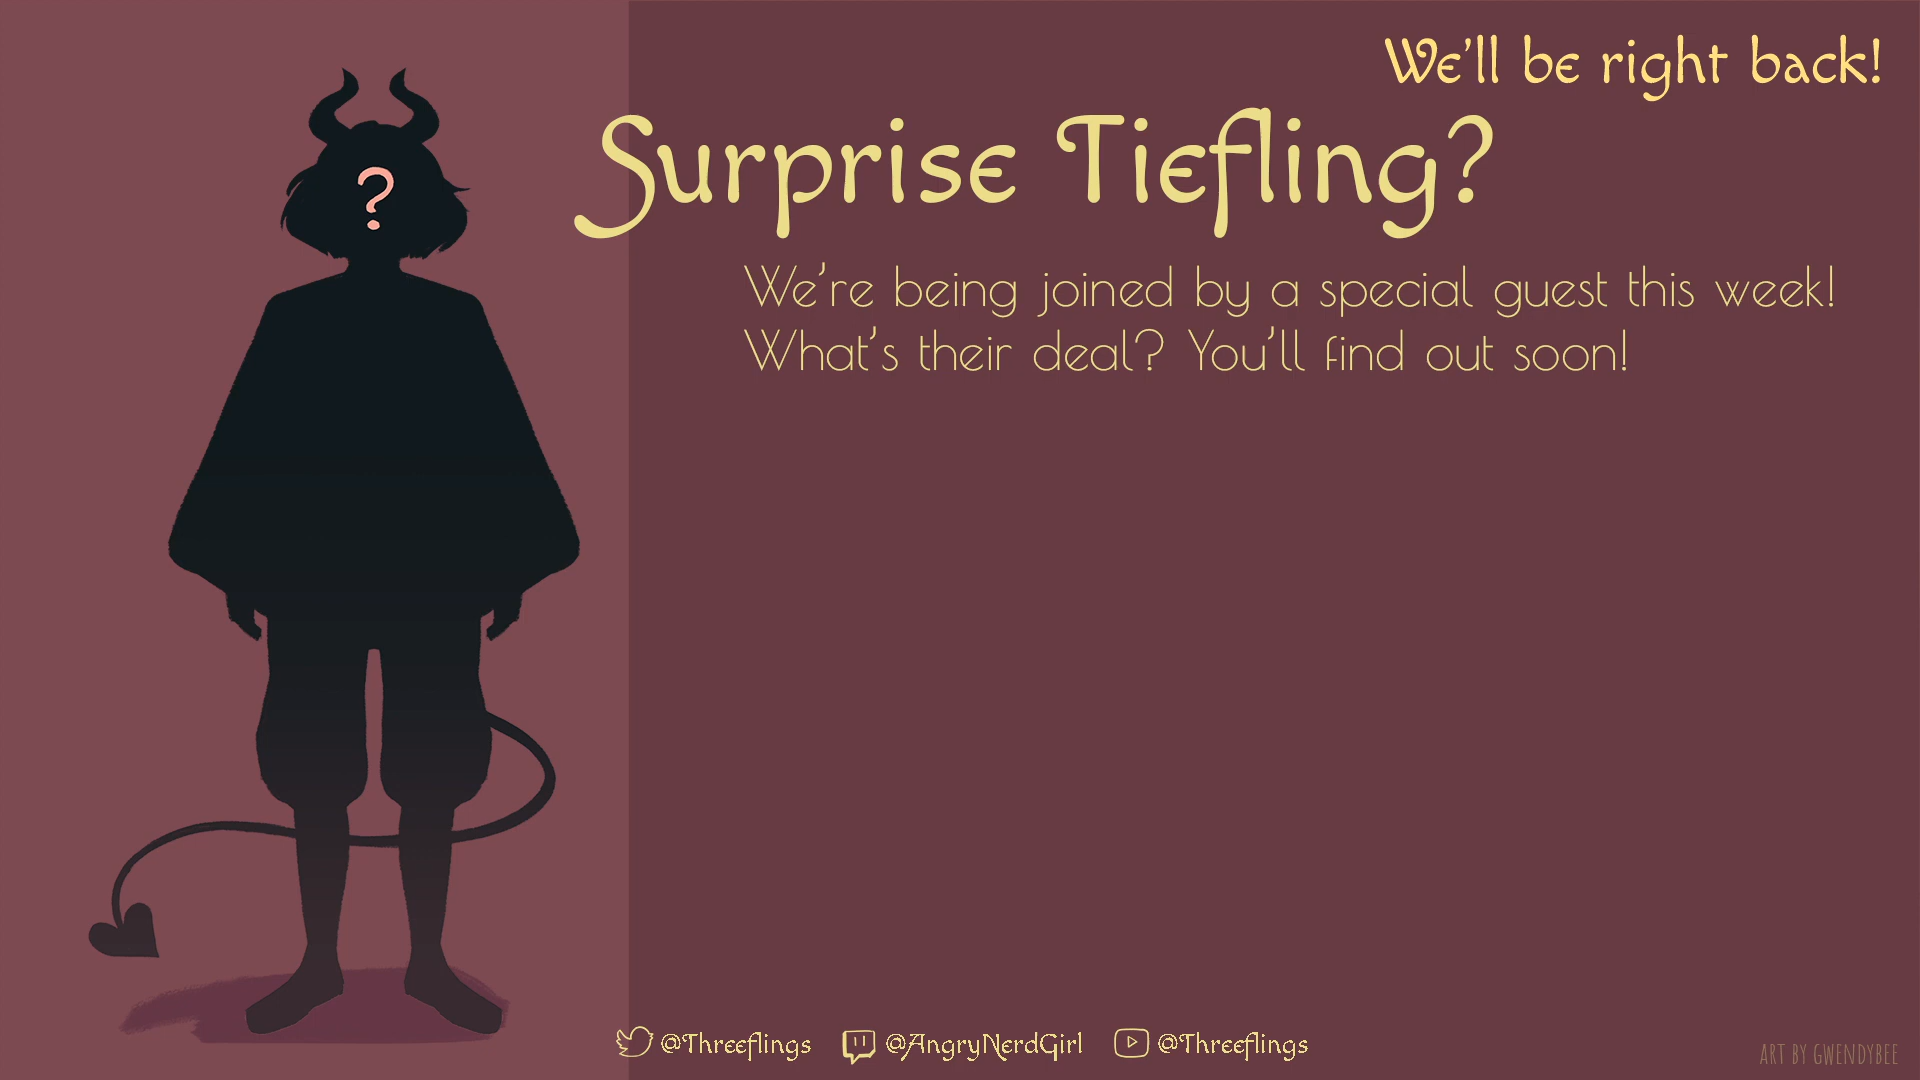 We'll be right back!
Surprise Tiefling?
?
We're being joined by a special guest this week!
What's their deal? You'll find out soon!
@Threeflings @AngryNerdGirl @Threeflings
ART BY GWENDYBEE